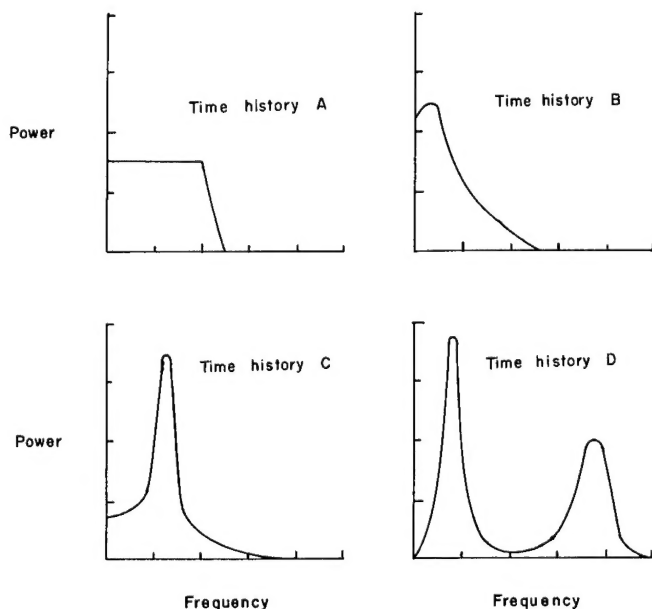 Time history A
Time history B
Power
Time history C
Time history D
Power
Frequency
Frequency